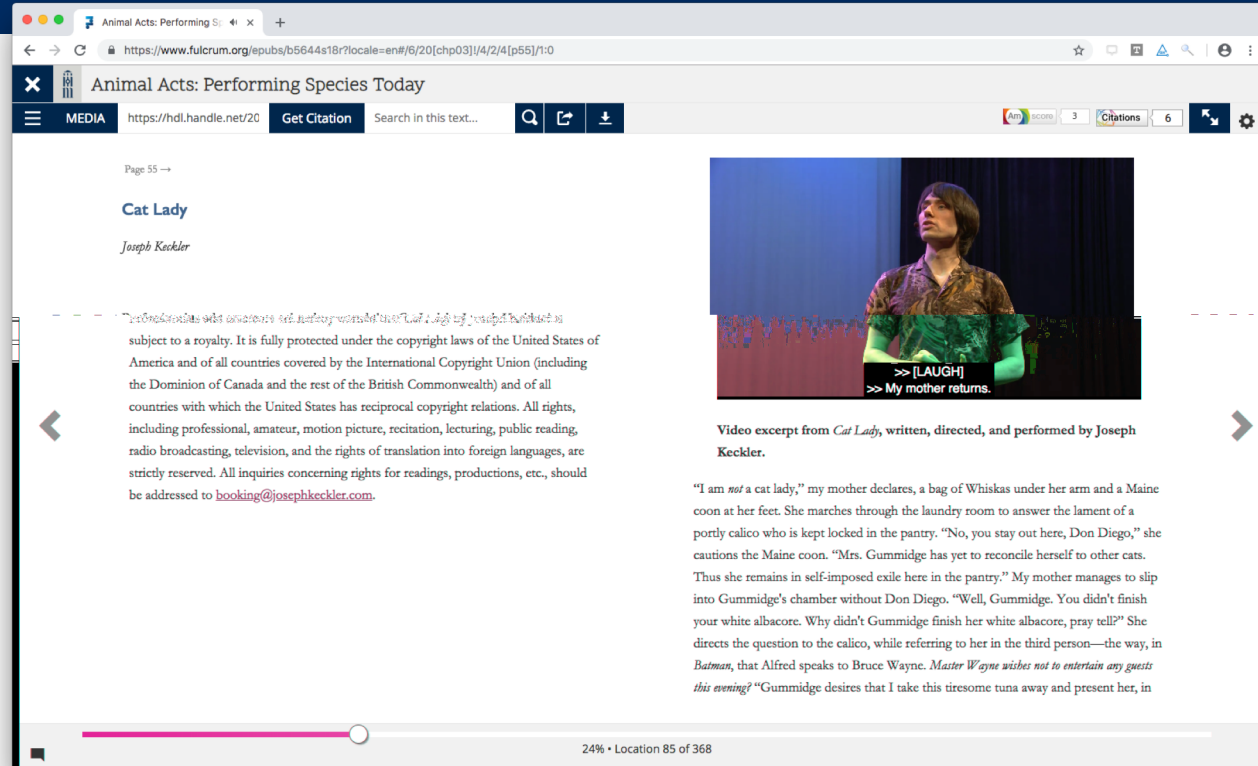 Animal Acts: Performing Sp
https://www.fulcrum.org/epubs/b5644s18r?locale=en#/6/20[chp03]!/4/2/4[p55]/1:0
Animal Acts: Performing Species Today
MEDIA
https://hdl.handle.net/20
Get Citation
Search in this text...
Am score 3
Citations 6
Page 55 →
Cat Lady
Joseph Keckler
subject to a royalty. It is fully protected under the copyright laws of the United States of
America and of all countries covered by the International Copyright Union (including
the Dominion of Canada and the rest of the British Commonwealth) and of all
countries with which the United States has reciprocal copyright relations. All rights,
including professional, amateur, motion picture, recitation, lecturing, public reading,
radio broadcasting, television, and the rights of translation into foreign languages, are
strictly reserved. All inquiries concerning rights for readings, productions, etc., should
be addressed to booking@josephkeckler.com.
>> [LAUGH]
>> My mother returns.
Video excerpt from Cat Lady, written, directed, and performed by Joseph
Keckler.
“I am not a cat lady,” my mother declares, a bag of Whiskas under her arm and a Maine
coon at her feet. She marches through the laundry room to answer the lament of a
portly calico who is kept locked in the pantry. “No, you stay out here, Don Diego,” she
cautions the Maine coon. “Mrs. Gummidge has yet to reconcile herself to other cats.
Thus she remains in self-imposed exile here in the pantry.” My mother manages to slip
into Gummidge's chamber without Don Diego. “Well, Gummidge. You didn't finish
your white albacore. Why didn't Gummidge finish her white albacore, pray tell?” She
directs the question to the calico, while referring to her in the third person—the way, in
Batman, that Alfred speaks to Bruce Wayne. Master Wayne wishes not to entertain any guests
this evening? “Gummidge desires that I take this tiresome tuna away and present her, in
24% • Location 85 of 368